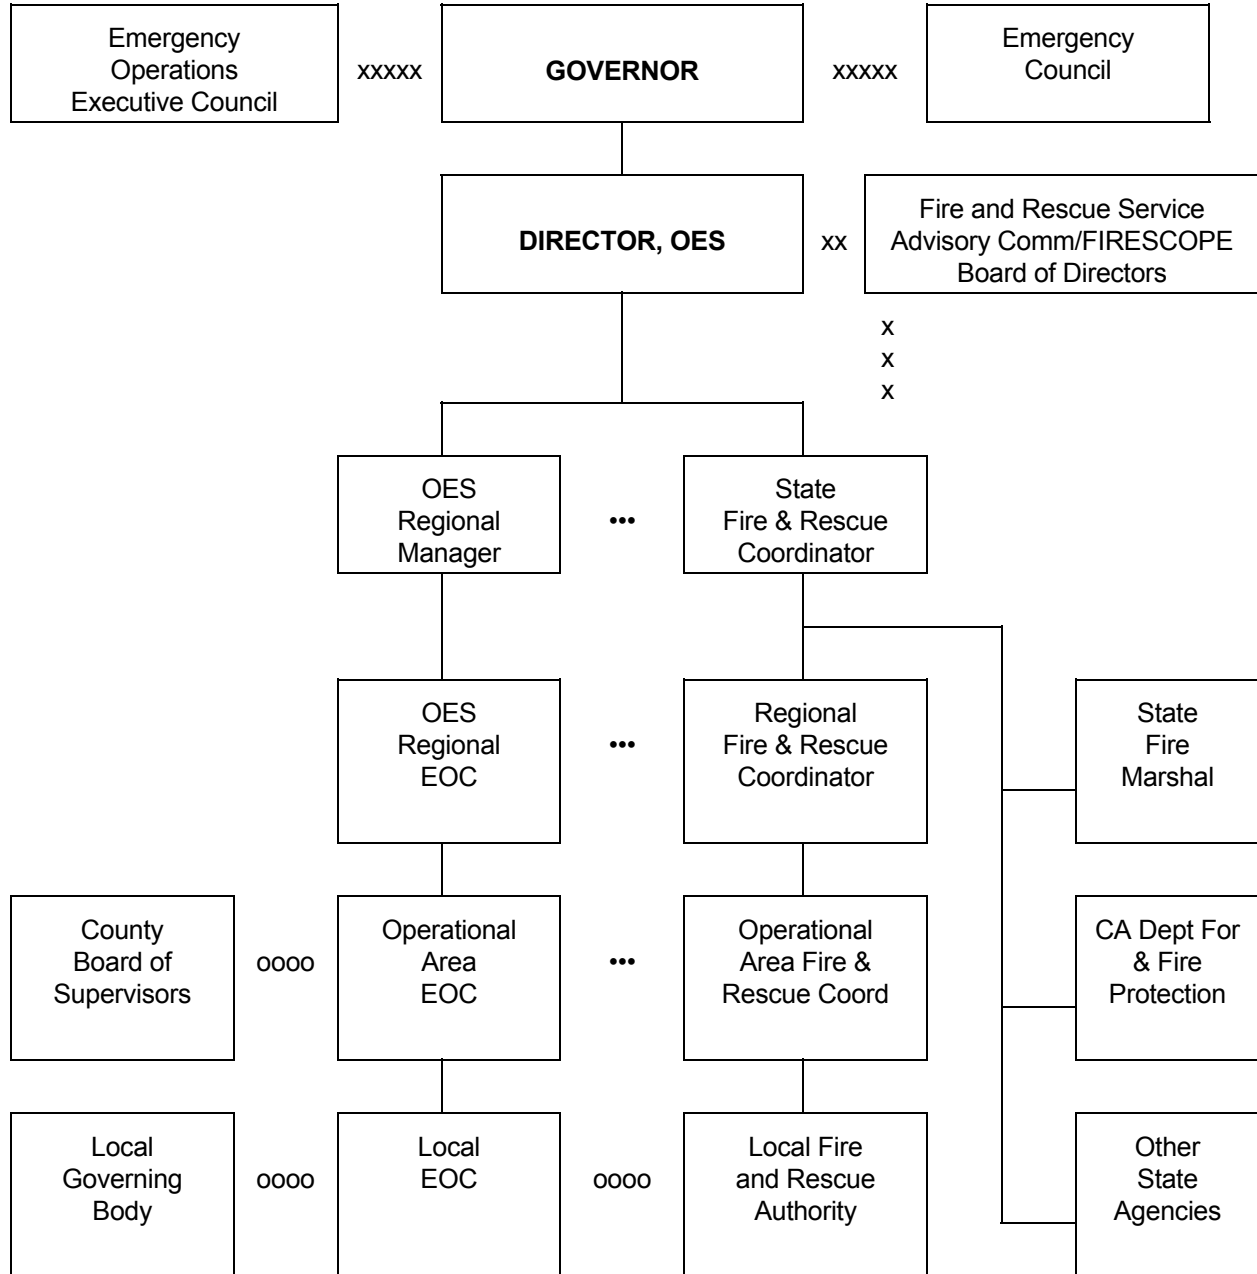 Emergency
Operations
Executive Council
xxxxx
GOVERNOR
xxxxx
Emergency
Council
DIRECTOR, OES
xx
Fire and Rescue Service
Advisory Comm/FIRESCOPE
Board of Directors
x
x
x
OES
Regional
Manager
•••
State
Fire & Rescue
Coordinator
OES
Regional
EOC
•••
Regional
Fire & Rescue
Coordinator
State
Fire
Marshal
County
Board of
Supervisors
oooo
Operational
Area
EOC
•••
Operational
Area Fire &
Rescue Coord
CA Dept For
& Fire
Protection
Local
Governing
Body
oooo
Local
EOC
oooo
Local Fire
and Rescue
Authority
Other
State
Agencies